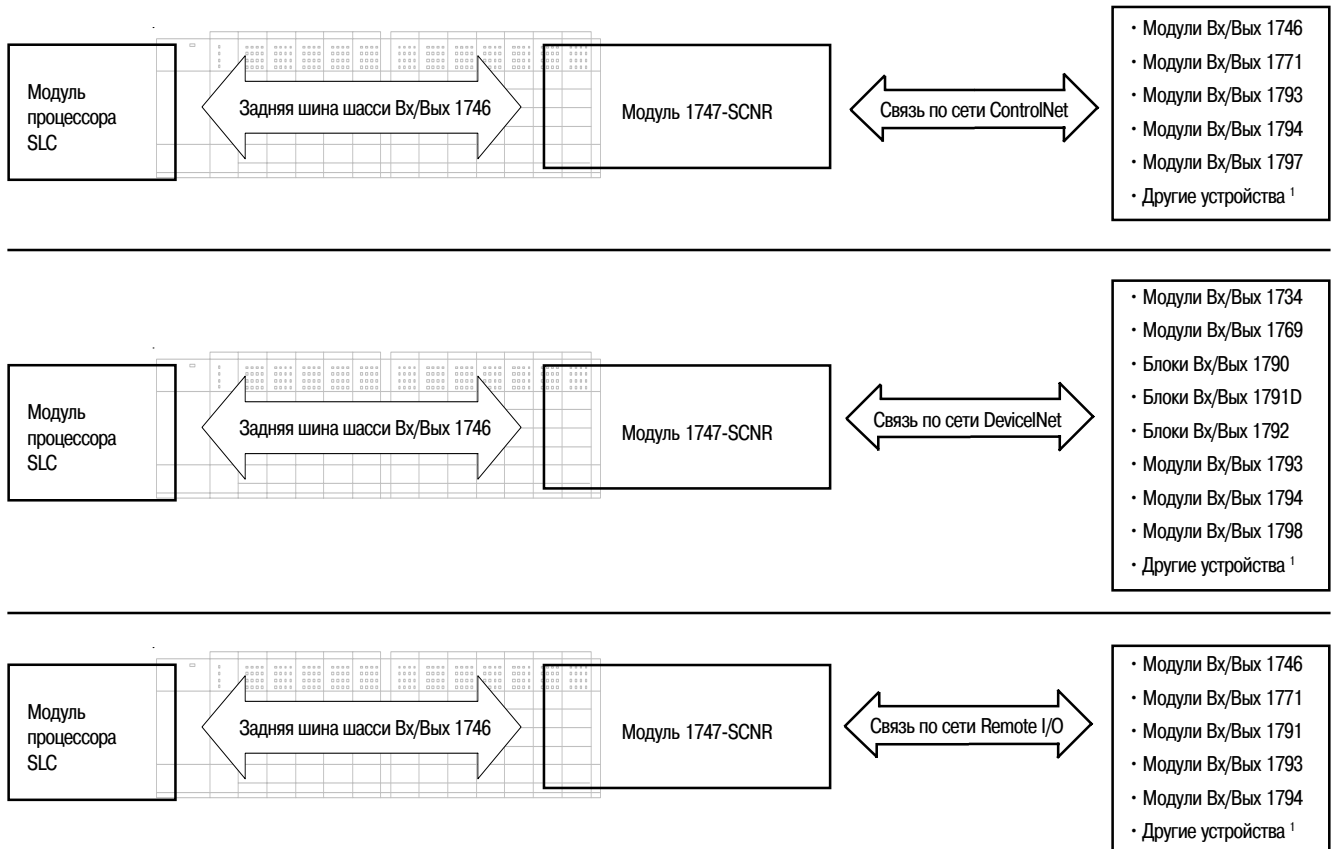 Модуль
процессора
SLC
Задняя шина шасси Вх/Вых 1746
Модуль 1747-SCNR
Связь по сети ControlNet
· Модули Вх/Вых 1746
· Модули Вх/Вых 1771
· Модули Вх/Вых 1793
· Модули Вх/Вых 1794
· Модули Вх/Вых 1797
· Другие устройства 1
Модуль
процессора
SLC
Задняя шина шасси Вх/Вых 1746
Модуль 1747-SCNR
Связь по сети DevicelNet
· Модули Вх/Вых 1734
· Модули Вх/Вых 1769
· Блоки Вх/Вых 1790
· Блоки Вх/Вых 1791D
· Блоки Вх/Вых 1792
· Модули Вх/Вых 1793
· Модули Вх/Вых 1794
· Модули Вх/Вых 1798
· Другие устройства 1
Модуль
процессора
SLC
Задняя шина шасси Вх/Вых 1746
Модуль 1747-SCNR
Связь по сети Remote I/O
· Модули Вх/Вых 1746
· Модули Вх/Вых 1771
· Модули Вх/Вых 1791
· Модули Вх/Вых 1793
· Модули Вх/Вых 1794
· Другие устройства 1